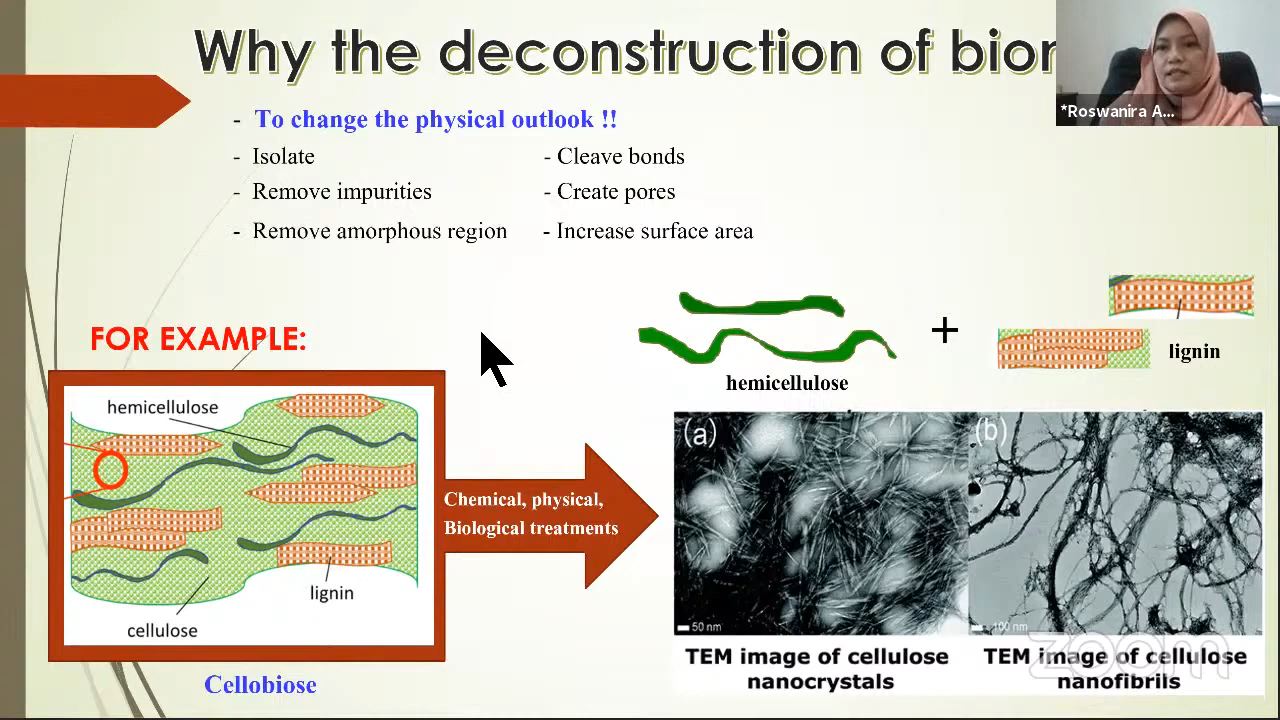 Why the deconstruction of
*Roswanira A...
- To change the physical outlook !!
- Isolate
- Cleave bonds
- Remove impurities
- Create pores
- Remove amorphous region
- Increase surface area
FOR EXAMPLE:
hemicellulose
+
lignin
hemicellulose
lignin
cellulose
Cellobiose
Chemical, physical,
Biological treatments
(a)
50 nm
TEM image of cellulose
nanocrystals
(b)
100 nm
TEM image of cellulose
nanofibrils
zoom